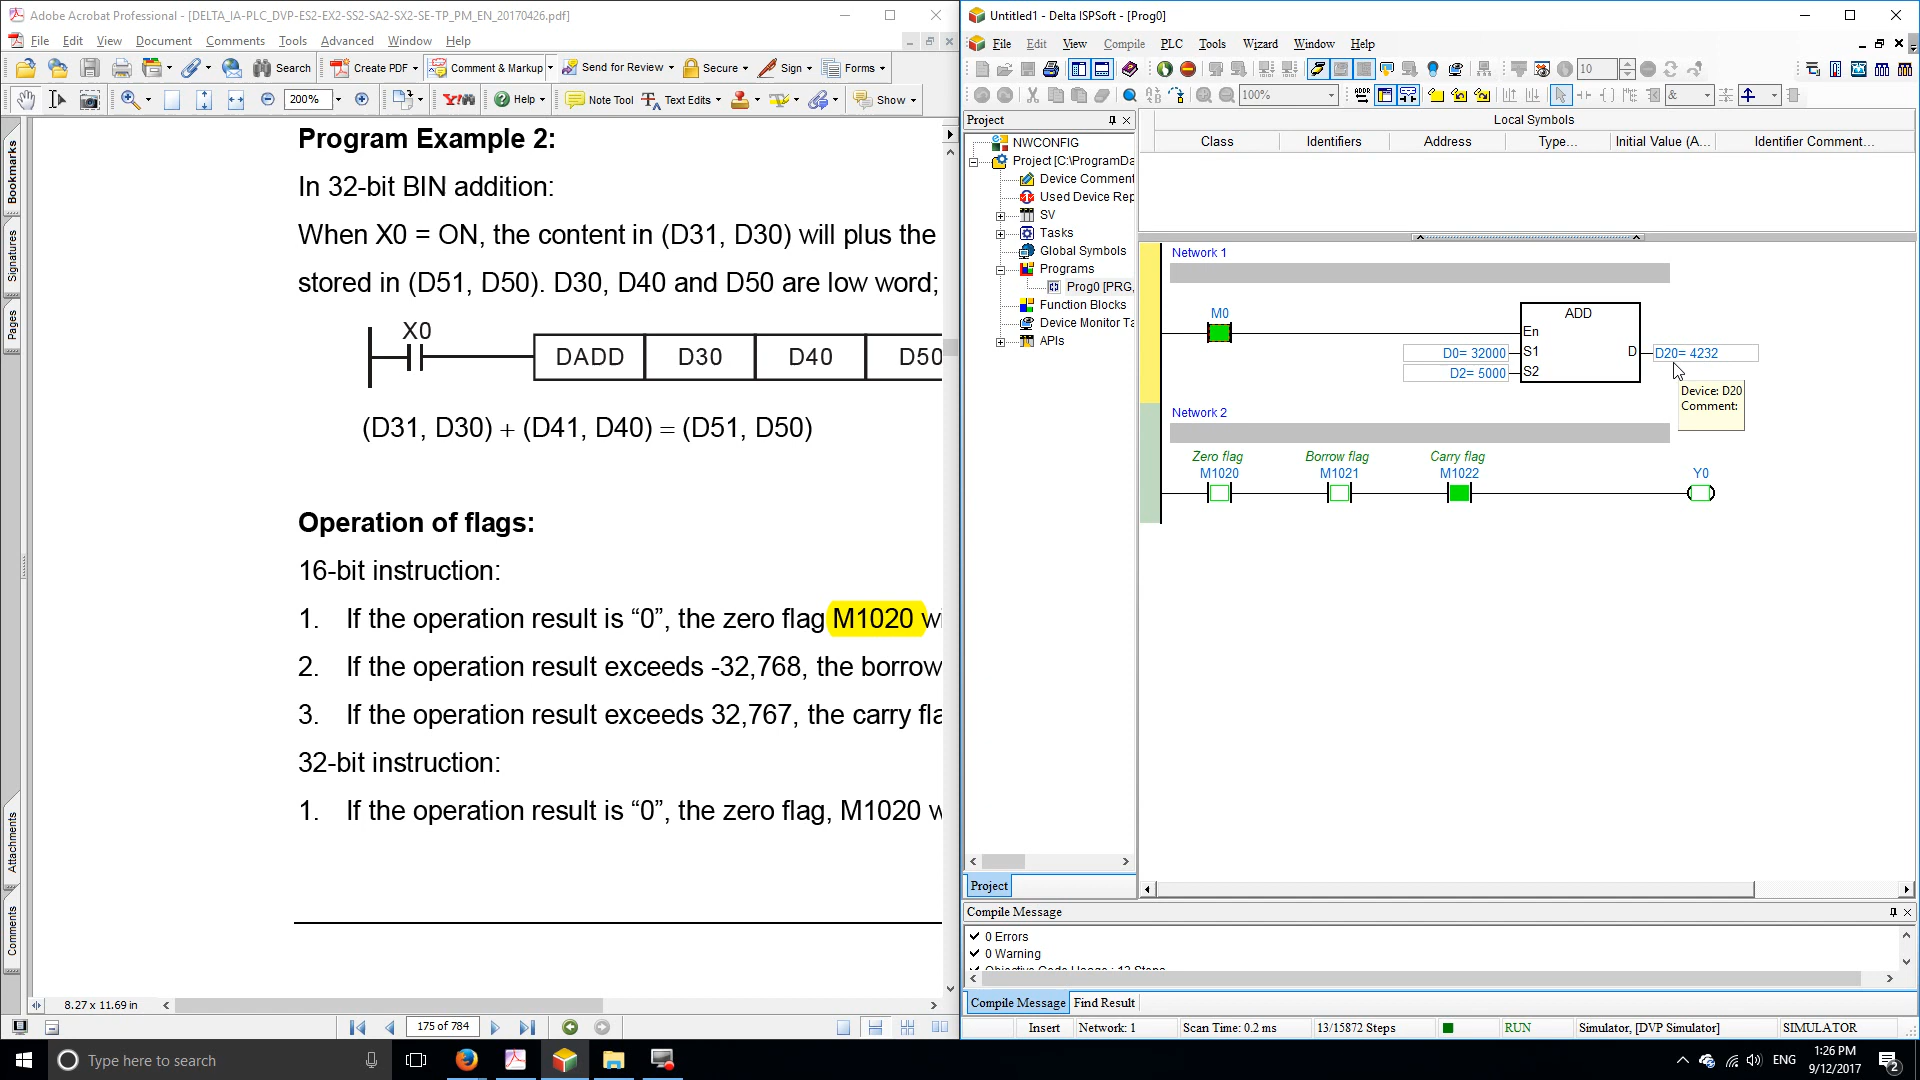 Adobe Acrobat Professional - [DELTA_IA-PLC_DVP-ES2-EX2-SS2-SA2-SX2-SE-TP_PM_EN_20170426.pdf]
File Edit View Document Comments Tools Advanced Window Help
Search Create PDF Comment & Markup Send for Review Secure Sign Forms
200% Help Note Tool Text Edits Show
Bookmarks
Signatures
Pages
Attachments
Comments
Program Example 2:
In 32-bit BIN addition:
When X0 = ON, the content in (D31, D30) will plus the
stored in (D51, D50). D30, D40 and D50 are low word;
X0
DADD D30 D40 D50
(D31, D30) + (D41, D40) = (D51, D50)
Operation of flags:
16-bit instruction:
1. If the operation result is “0”, the zero flag M1020 wi
2. If the operation result exceeds -32,768, the borrow
3. If the operation result exceeds 32,767, the carry fla
32-bit instruction:
1. If the operation result is “0”, the zero flag, M1020 w
8.27 x 11.69 in
175 of 784
Untitled1 - Delta ISPSoft - [Prog0]
File Edit View Compile PLC Tools Wizard Window Help
10
100% &
Project
NWCONFIG
Project [C:\ProgramDa
Device Comment
Used Device Rep
SV
Tasks
Global Symbols
Programs
Prog0 [PRG,
Function Blocks
Device Monitor Ta
APIs
Project
Local Symbols
Class Identifiers Address Type... Initial Value (A... Identifier Comment...
Network 1
M0
ADD
En
D0= 32000 S1 D D20= 4232
D2= 5000 S2
Device: D20
Comment:
Network 2
Zero flag Borrow flag Carry flag
M1020 M1021 M1022 Y0
Compile Message
0 Errors
0 Warning
Compile Message Find Result
Insert Network: 1 Scan Time: 0.2 ms 13/15872 Steps RUN Simulator, [DVP Simulator] SIMULATOR
Type here to search
ENG
1:26 PM
9/12/2017
2